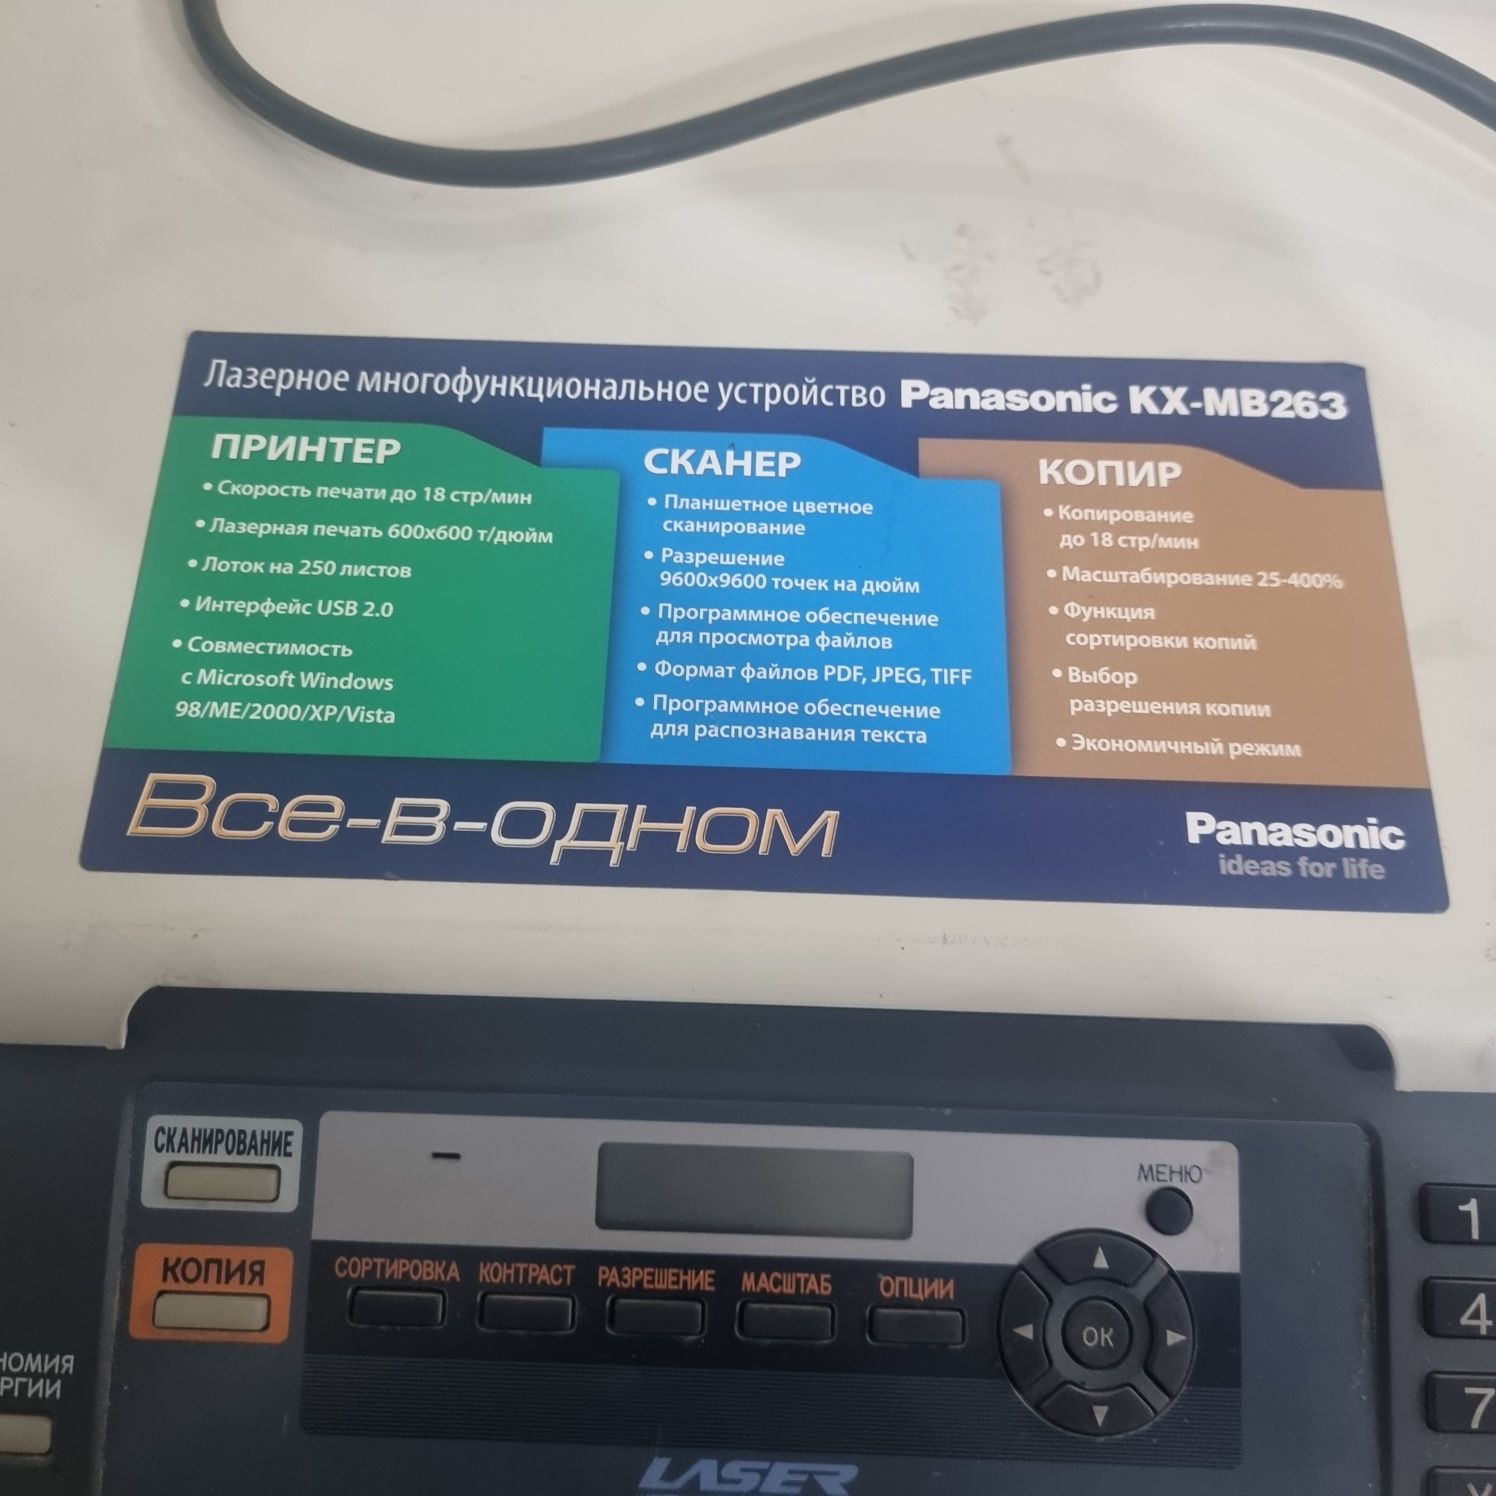 Лазерное многофункциональное устройство Panasonic KX-MB263
ПРИНТЕР
• Скорость печати до 18 стр/мин
• Лазерная печать 600х600 т/дюйм
• Лоток на 250 листов
• Интерфейс USB 2.0
• Совместимость
с Microsoft Windows
98/ME/2000/XP/Vista
СКАНЕР
• Планшетное цветное
сканирование
• Разрешение
9600х9600 точек на дюйм
• Программное обеспечение
для просмотра файлов
• Формат файлов PDF, JPEG, TIFF
• Программное обеспечение
для распознавания текста
КОПИР
• Копирование
до 18 стр/мин
• Масштабирование 25-400%
• Функция
сортировки копий
• Выбор
разрешения копии
• Экономичный режим
Все-в-одном
Panasonic
ideas for life
СКАНИРОВАНИЕ
КОПИЯ
МЕНЮ
СОРТИРОВКА КОНТРАСТ РАЗРЕШЕНИЕ МАСШТАБ ОПЦИИ
OK
1
4
7
LASER